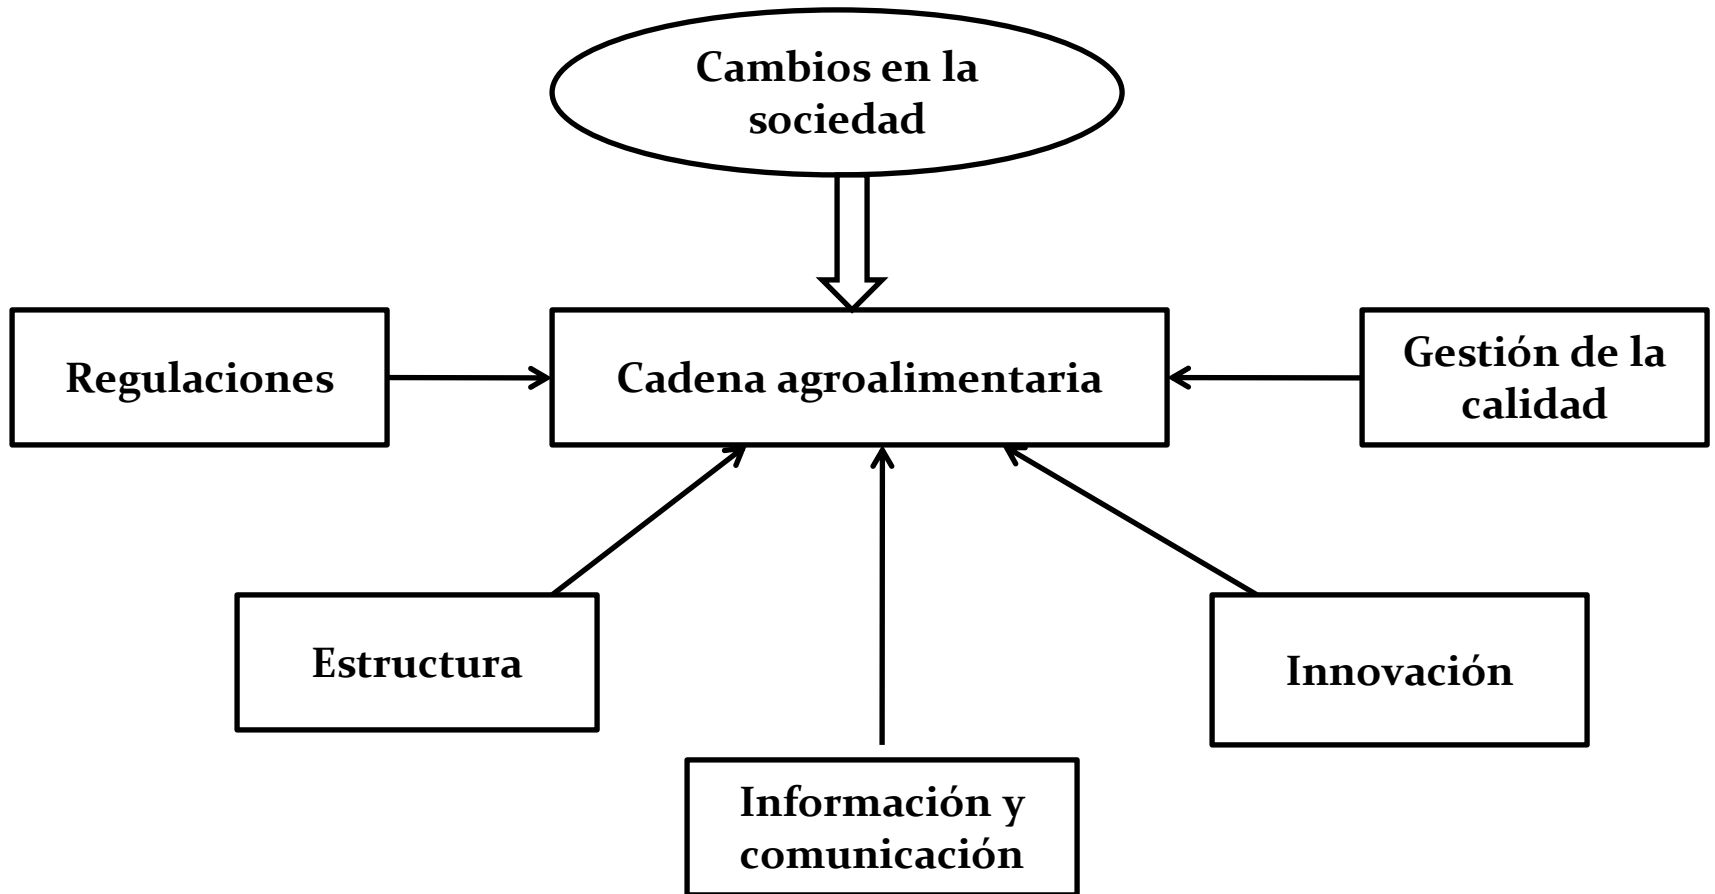 Cambios en la
sociedad
Regulaciones
Cadena agroalimentaria
Gestión de la
calidad
Estructura
Innovación
Información y
comunicación